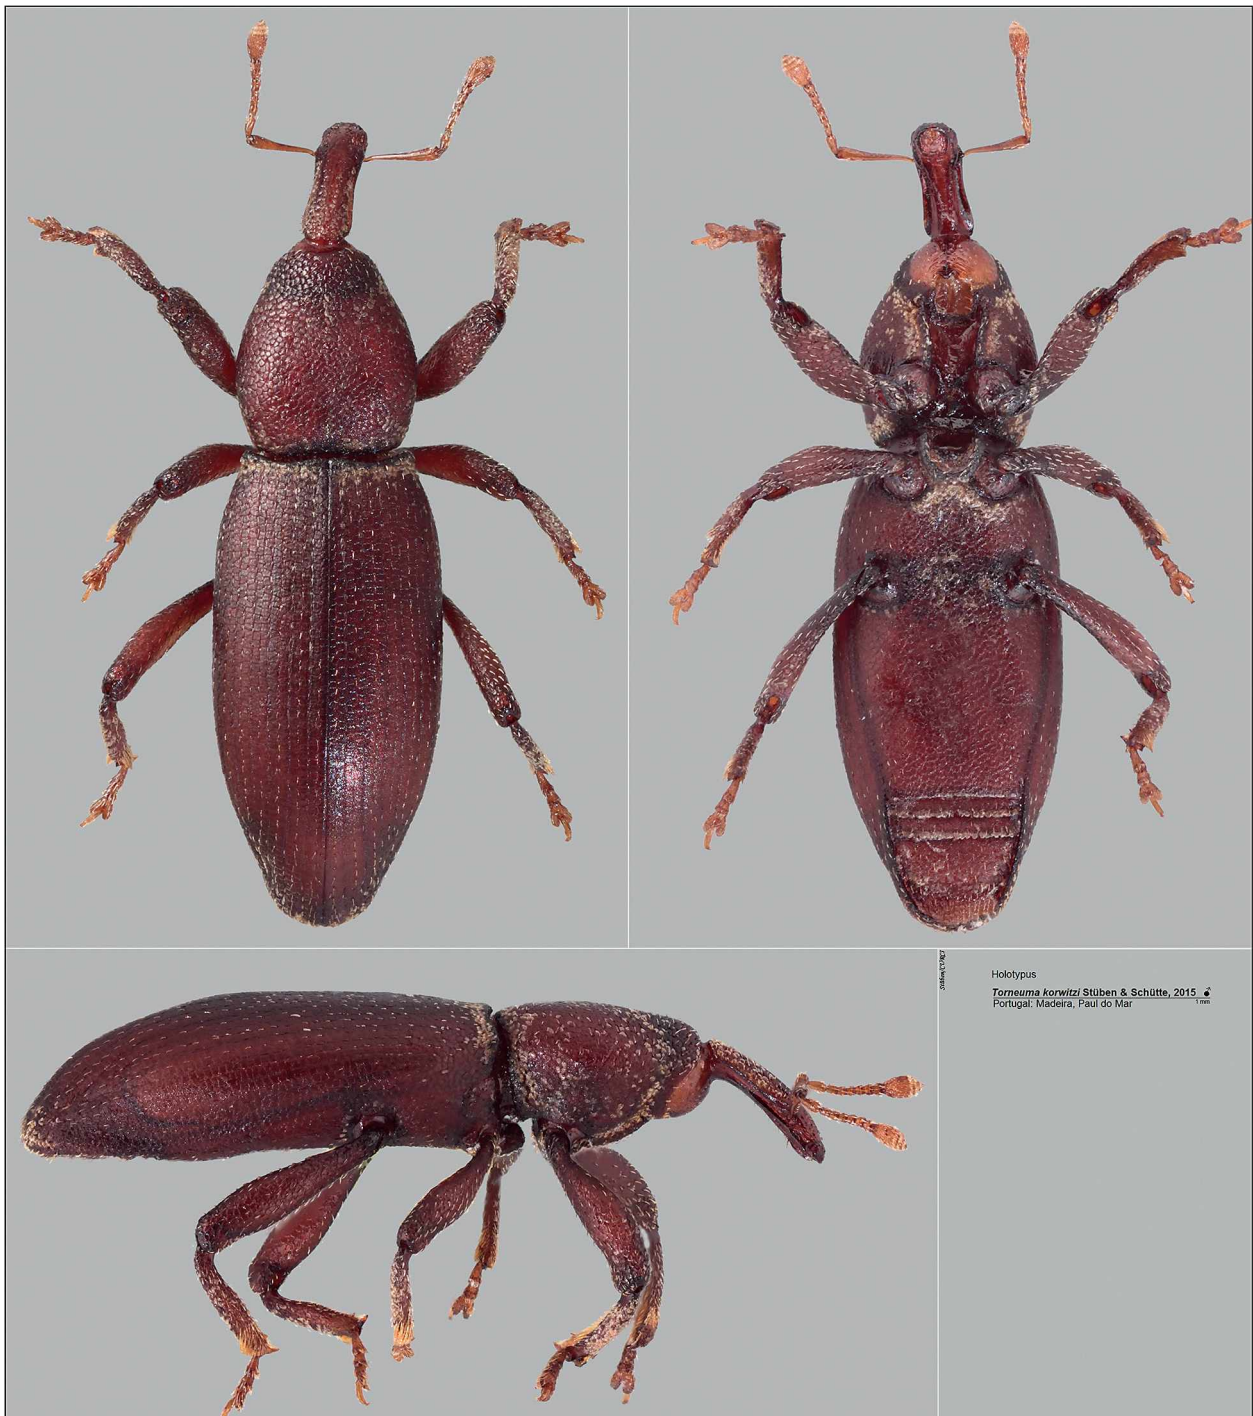 Holotypus
Torneuma korwitzi Stüben & Schütte, 2015
Portugal: Madeira, Paul do Mar
1 mm